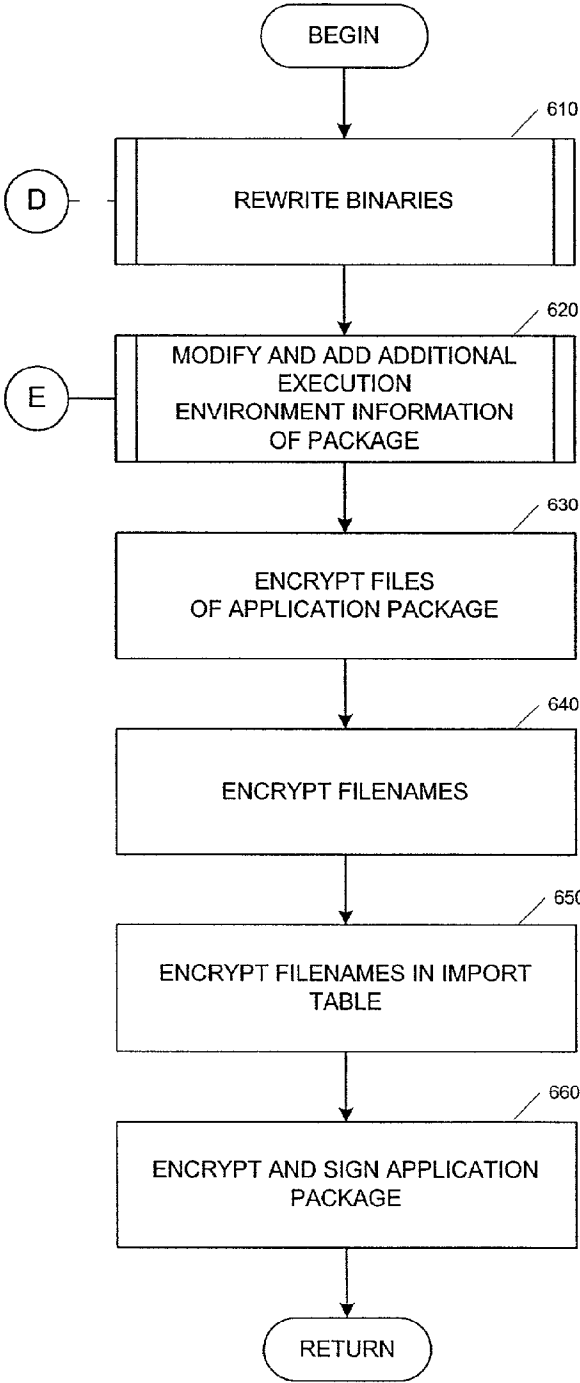 BEGIN
610
D
REWRITE BINARIES
620
E
MODIFY AND ADD ADDITIONAL
EXECUTION
ENVIRONMENT INFORMATION
OF PACKAGE
630
ENCRYPT FILES
OF APPLICATION PACKAGE
640
ENCRYPT FILENAMES
650
ENCRYPT FILENAMES IN IMPORT
TABLE
660
ENCRYPT AND SIGN APPLICATION
PACKAGE
RETURN